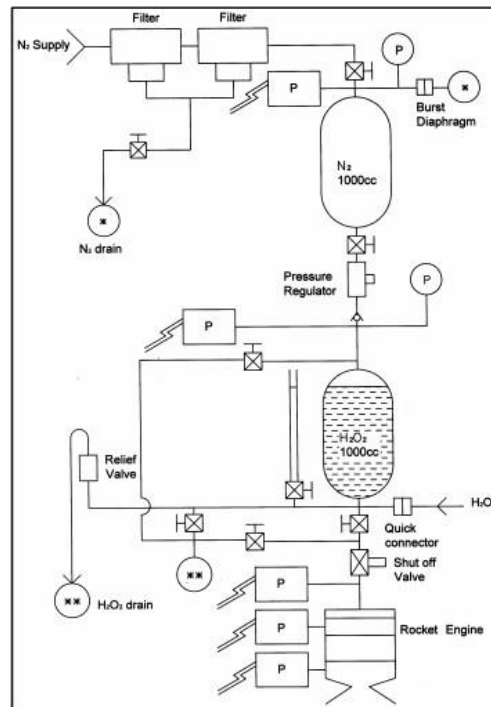 Filter
Filter
N₂ Supply
P
P
*
Burst
Diaphragm
N₂
1000cc
*
N₂ drain
Pressure
Regulator
P
P
H₂O₂
1000cc
Relief
Valve
H₂O
Quick
connector
**
**
H₂O₂ drain
Shut off
Valve
P
P
P
Rocket Engine